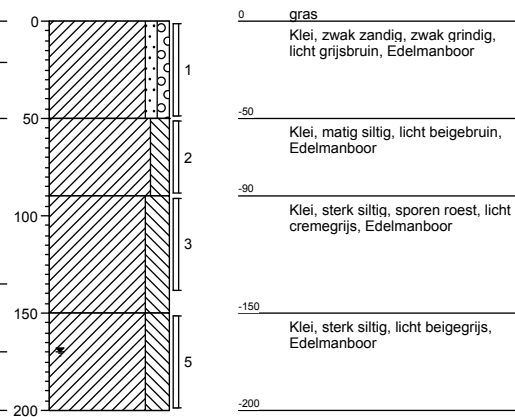 0
50
100
150
200
1
2
3
5
0 gras
Klei, zwak zandig, zwak grindig,
licht grijsbruin, Edelmanboor
-50
Klei, matig siltig, licht beigebruin,
Edelmanboor
-90
Klei, sterk siltig, sporen roest, licht
cremegrijs, Edelmanboor
-150
Klei, sterk siltig, licht beigegrijs,
Edelmanboor
-200